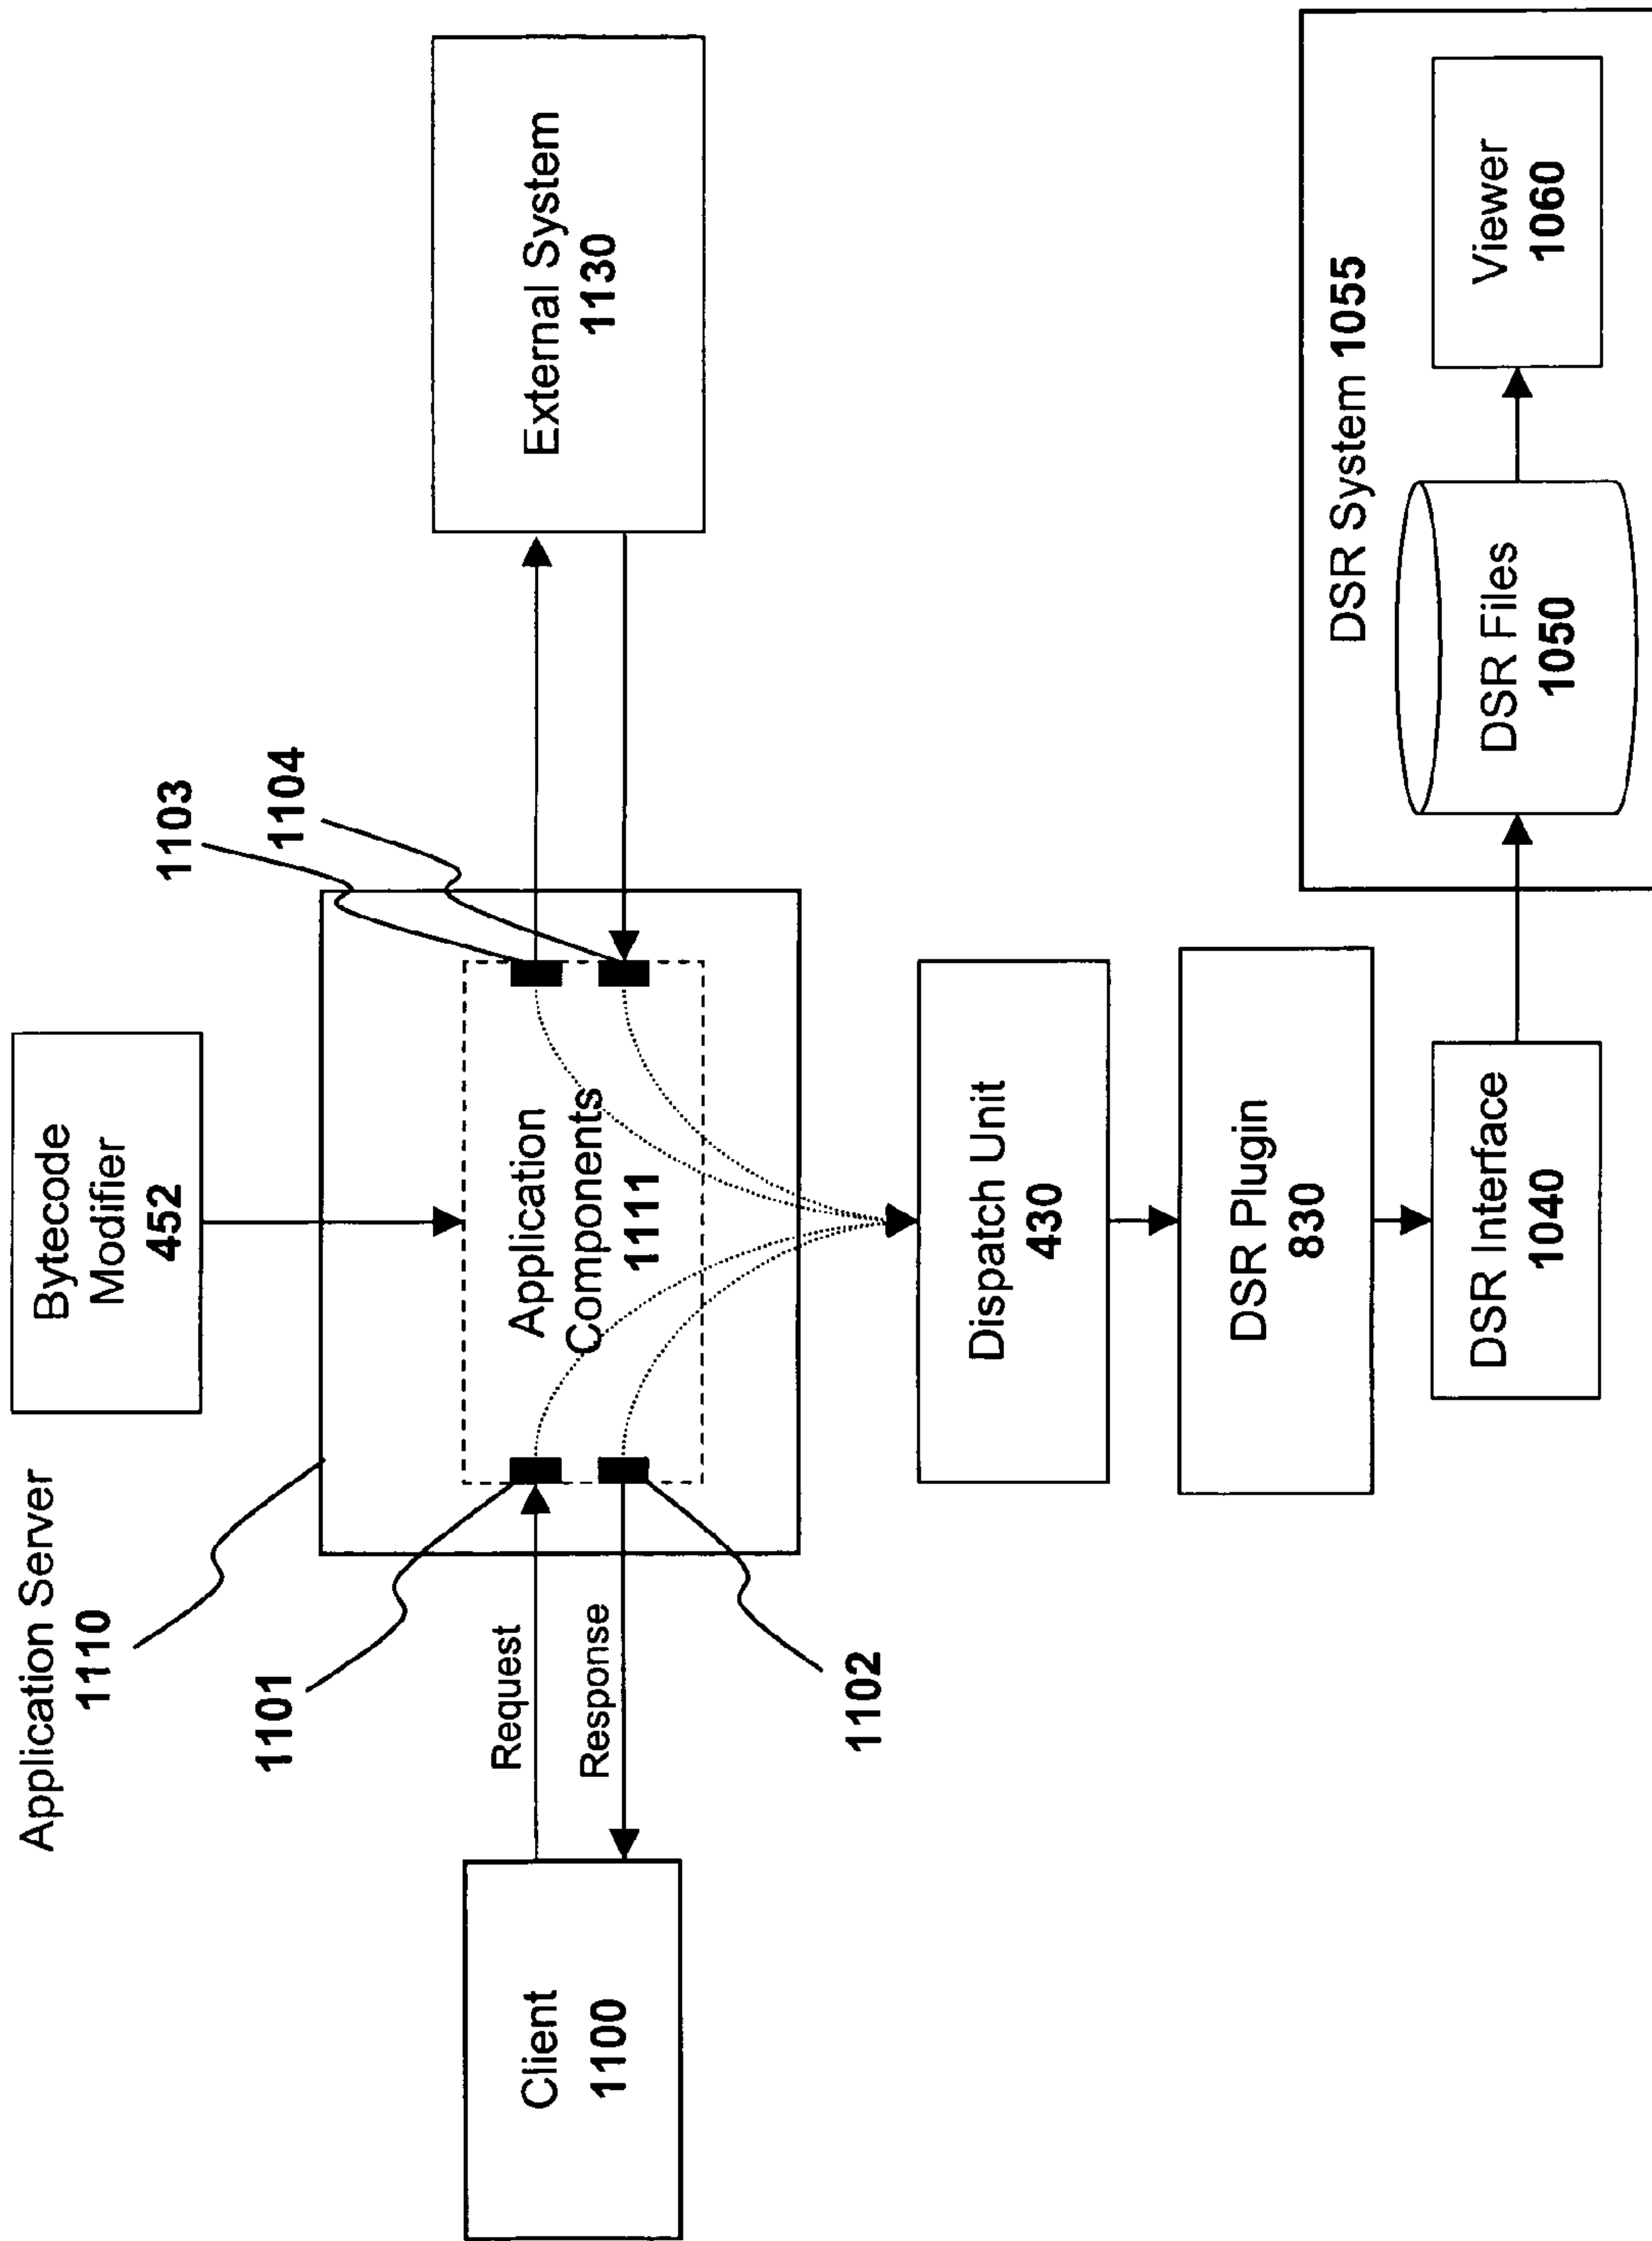 Application Server
1110
Bytecode
Modifier
452
1103
1104
1101
Request
Response
1102
Client
1100
Application
Components
1111
External System
1130
Dispatch Unit
430
DSR Plugin
830
DSR Interface
1040
DSR System 1055
DSR Files
1050
Viewer
1060